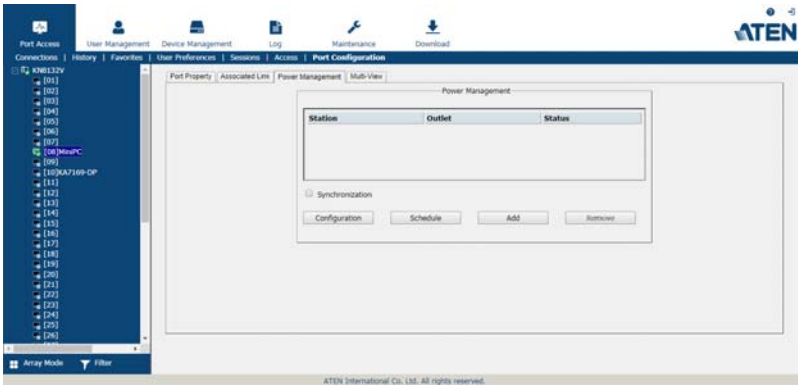 Port Access User Management Device Management Log Maintenance Download
ATEN
Connections | History | Favorites | User Preferences | Sessions | Access | Port Configuration
KN8132V
[01]
[02]
[03]
[04]
[05]
[06]
[07]
[08]MiniPC
[09]
[10]KA7169-DP
[11]
[12]
[13]
[14]
[15]
[16]
[17]
[18]
[19]
[20]
[21]
[22]
[23]
[24]
[25]
[26]
Array Mode Filter
Port Property Associated Link Power Management Multi-View
Power Management
Station Outlet Status
Synchronization
Configuration Schedule Add Remove
ATEN International Co. Ltd. All rights reserved.